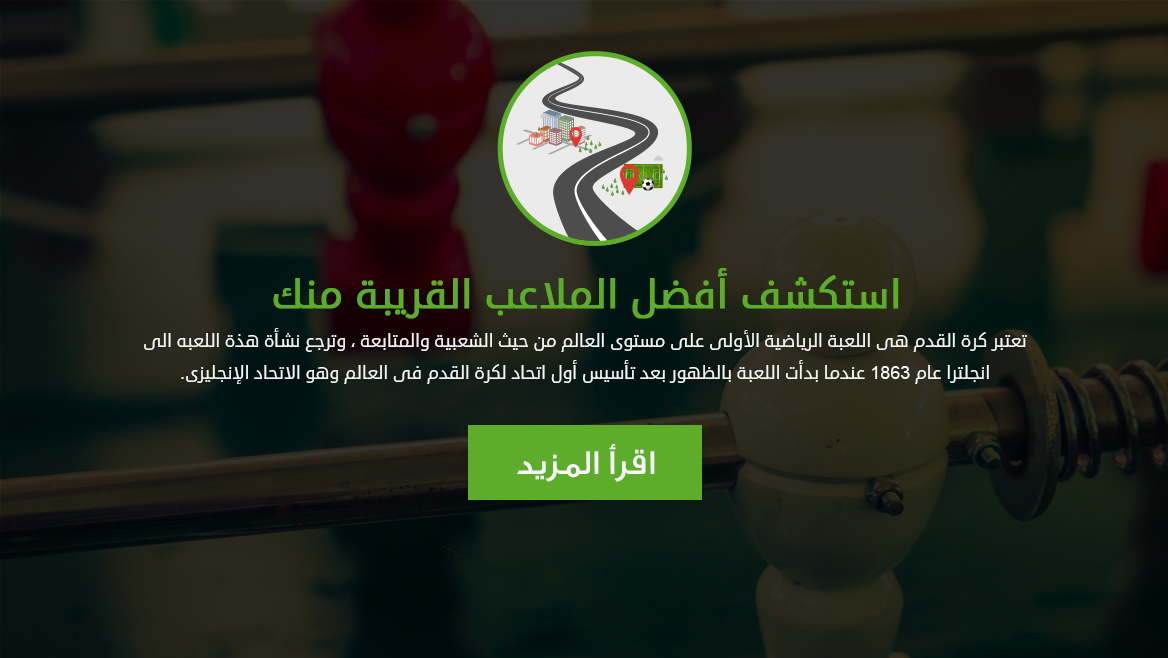 استكشف أفضل الملاعب القريبة منك
تعتبر كرة القدم هى اللعبة الرياضية الأولى على مستوى العالم من حيث الشعبية والمتابعة ، وترجع نشأة هذة اللعبه الى
انجلترا عام 1863 عندما بدأت اللعبة بالظهور بعد تأسيس أول اتحاد لكرة القدم فى العالم وهو الاتحاد الإنجليزى.
اقرأ المزيد